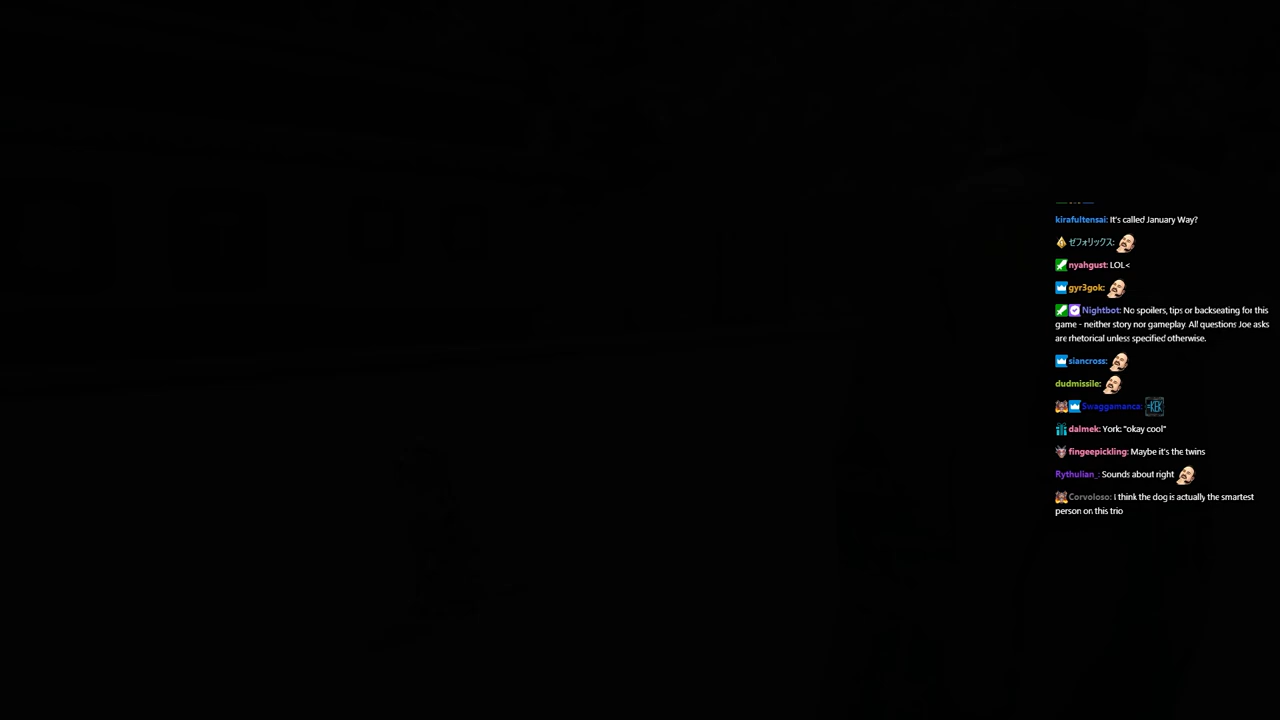 kirafultensai: It's called January Way?
ゼフォリックス:
nyahgust: LOL<
gyr3gok:
Nightbot: No spoilers, tips or backseating for this
game - neither story nor gameplay. All questions Joe asks
are rhetorical unless specified otherwise.
siancross:
dudmissile:
Swaggamanca: =KEK
dalmek: York: "okay cool"
fingeepickling: Maybe it's the twins
Rythulian_: Sounds about right
Corvoloso: i think the dog is actually the smartest
person on this trio